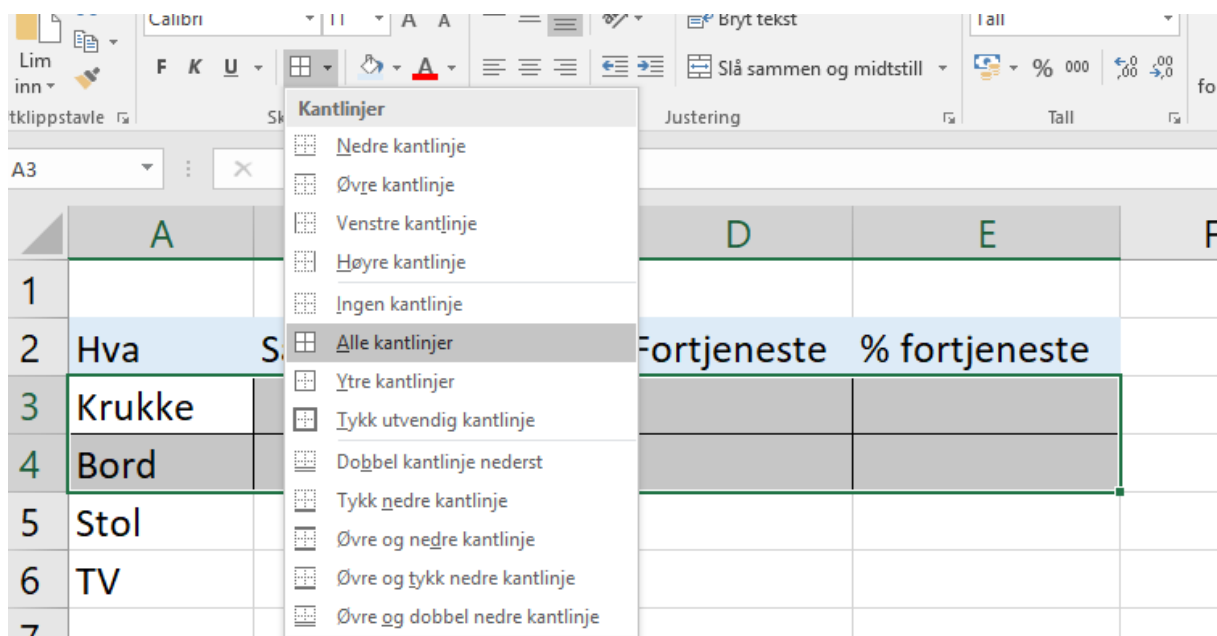 Calibri 11 A A Bryt tekst Tall
Lim inn
F K U A Slå sammen og midtstill % 000
Justering Tall
Kantlinjer
A3
Nedre kantlinje
Øvre kantlinje
Venstre kantlinje
Høyre kantlinje
Ingen kantlinje
Alle kantlinjer
Ytre kantlinjer
Tykk utvendig kantlinje
Dobbel kantlinje nederst
Tykk nedre kantlinje
Øvre og nedre kantlinje
Øvre og tykk nedre kantlinje
Øvre og dobbel nedre kantlinje
A D E F
1
2 Hva Fortjeneste % fortjeneste
3 Krukke
4 Bord
5 Stol
6 TV
7